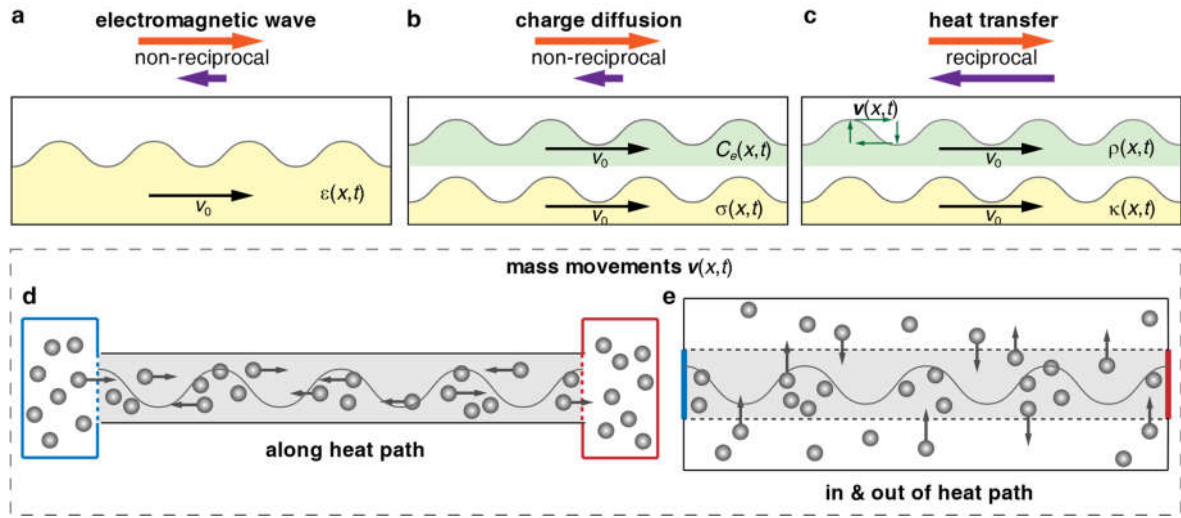 a
electromagnetic wave
non-reciprocal
v₀
ε(x,t)
b
charge diffusion
non-reciprocal
v₀
Cₑ(x,t)
v₀
σ(x,t)
c
heat transfer
reciprocal
v(x,t)
v₀
ρ(x,t)
v₀
κ(x,t)
mass movements v(x,t)
d
along heat path
e
in & out of heat path